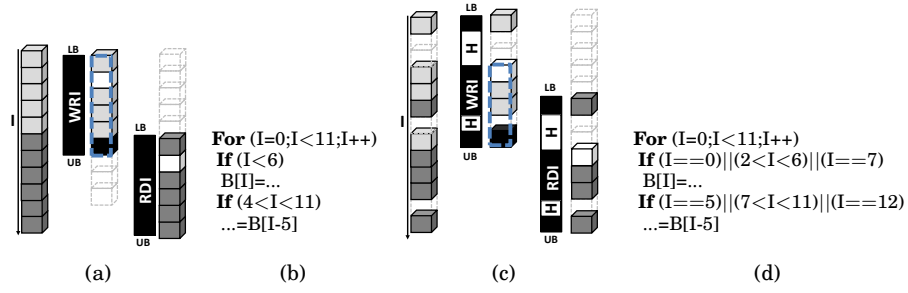 I
LB
WRI
UB
LB
RDI
UB
For (I=0;I<11;I++)
If (I<6)
B[I]=...
If (4<I<11)
...=B[I-5]
I
LB
H
WRI
H
UB
LB
H
RDI
H
UB
For (I=0;I<11;I++)
If (I==0)||(2<I<6)||(I==7)
B[I]=...
If (I==5)||(7<I<11)||(I==12)
...=B[I-5]
(a)
(b)
(c)
(d)